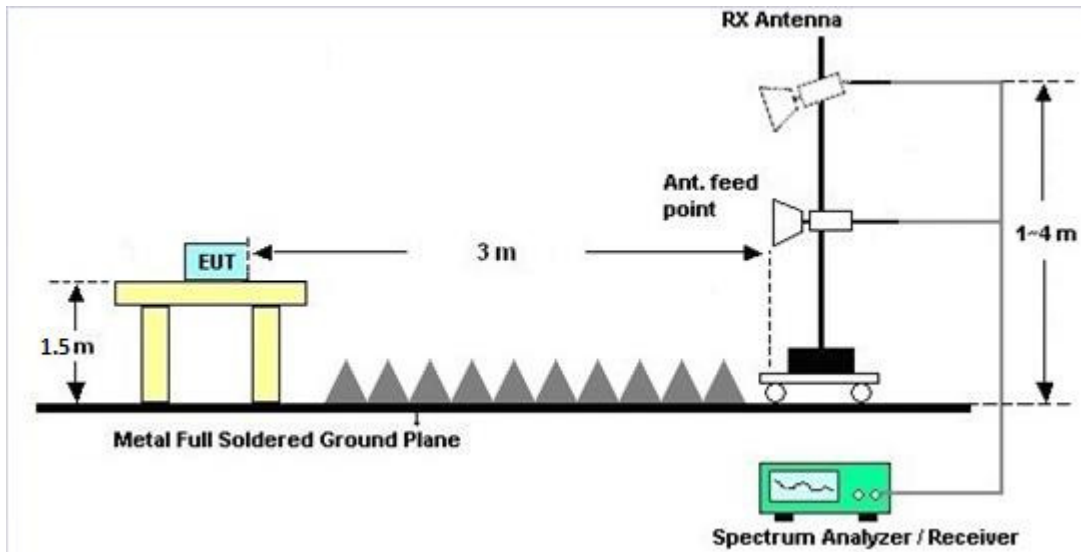 RX Antenna
Ant. feed
point
EUT
3 m
1~4 m
1.5 m
Metal Full Soldered Ground Plane
Spectrum Analyzer / Receiver